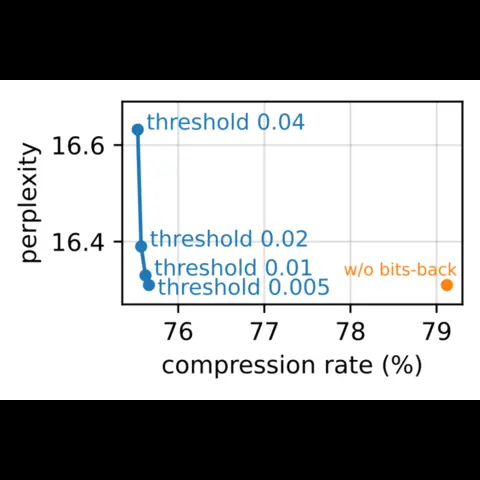 perplexity
16.6
16.4
threshold 0.04
threshold 0.02
threshold 0.01
threshold 0.005
w/o bits-back
76 77 78 79
compression rate (%)